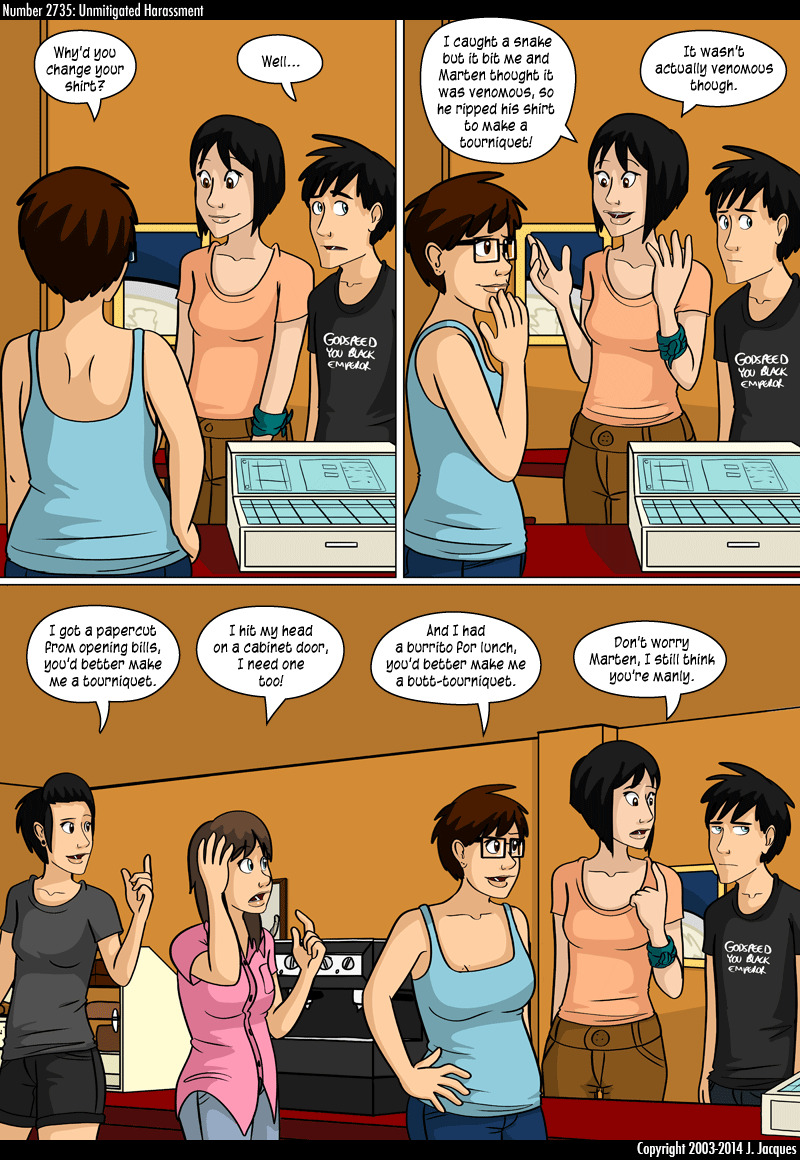 Number 2735: Unmitigated Harassment
Why'd you
change your
shirt?
Well...
Godspeed
You Black
Emperor
I caught a snake
but it bit me and
Marten thought it
was venomous, so
he ripped his shirt
to make a
tourniquet!
It wasn't
actually venomous
though.
Godspeed
You Black
Emperor
I got a papercut
from opening bills,
you'd better make
me a tourniquet.
I hit my head
on a cabinet door,
I need one
too!
And I had
a burrito for lunch,
you'd better make me
a butt-tourniquet.
Don't worry
Marten, I still think
you're manly.
Godspeed
You Black
Emperor
Copyright 2003-2014 J. Jacques